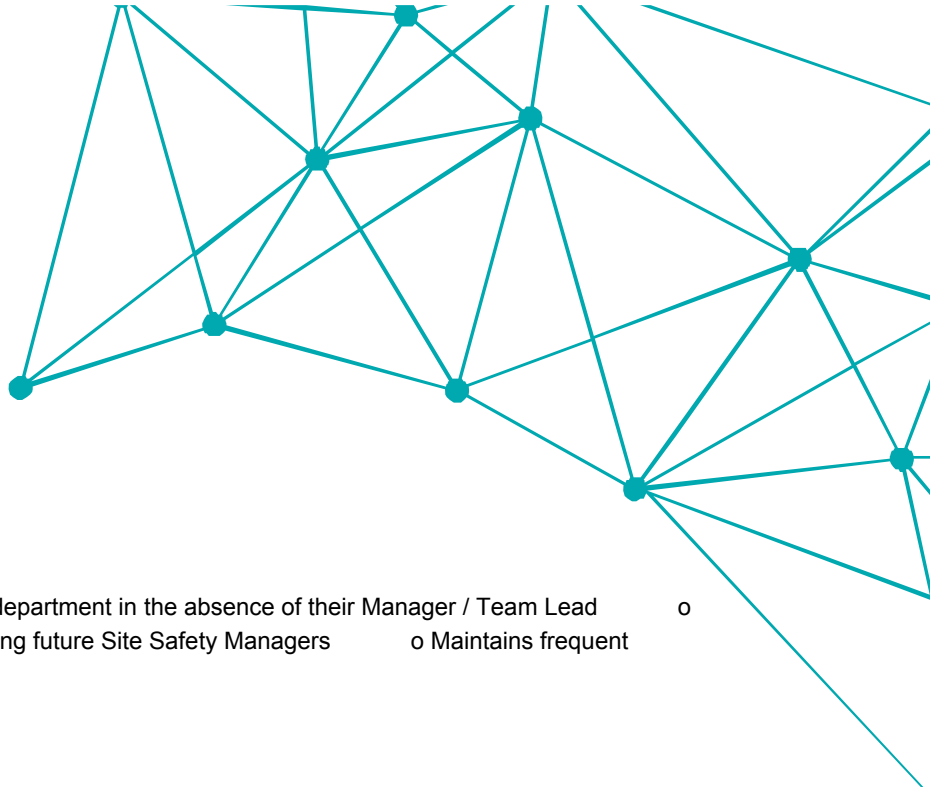 department in the absence of their Manager / Team Lead o
ng future Site Safety Managers o Maintains frequent